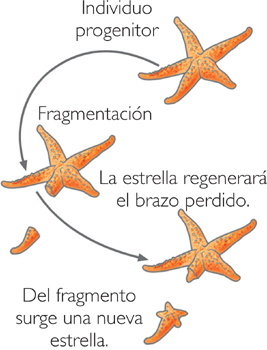 Individuo
progenitor
Fragmentación
La estrella regenerará
el brazo perdido.
Del fragmento
surge una nueva
estrella.